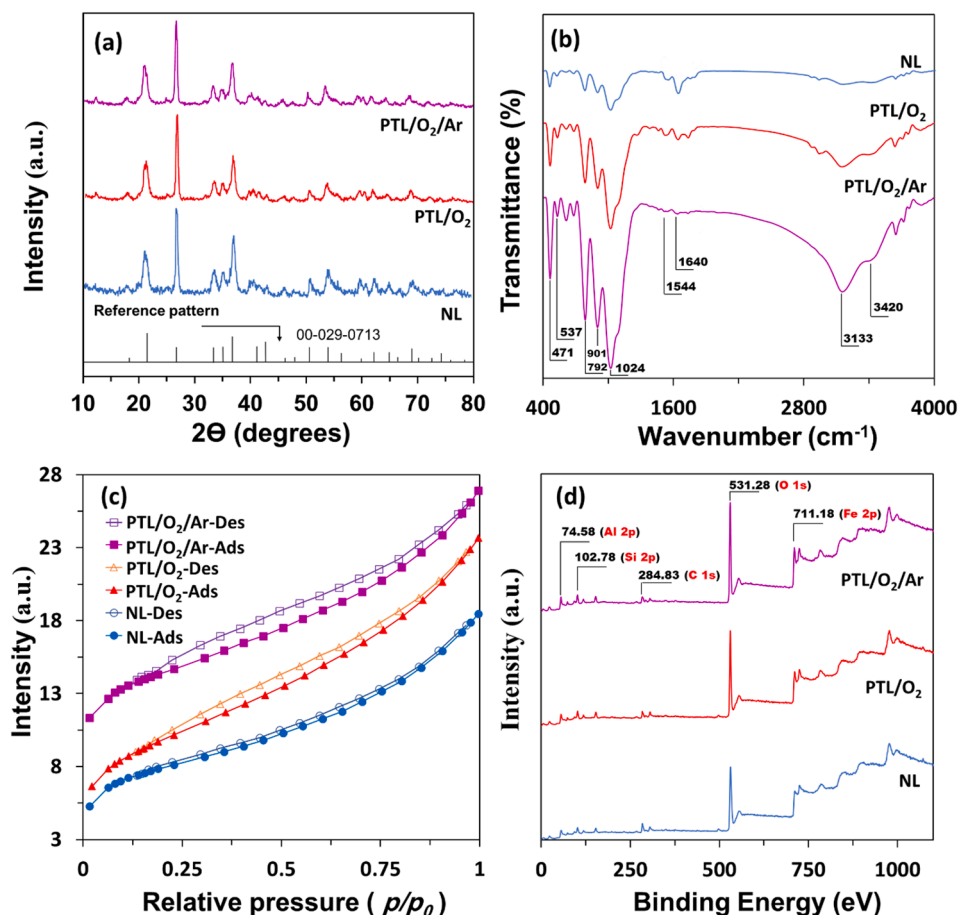 (a)
PTL/O₂/Ar
PTL/O₂
NL
Reference pattern
00-029-0713
Intensity (a.u.)
10 20 30 40 50 60 70 80
2Θ (degrees)
(b)
NL
PTL/O₂
PTL/O₂/Ar
1640
1544
3420
3133
537
471
901
792
1024
Transmittance (%)
400 1600 2800 4000
Wavenumber (cm⁻¹)
(c)
PTL/O₂/Ar-Des
PTL/O₂/Ar-Ads
PTL/O₂-Des
PTL/O₂-Ads
NL-Des
NL-Ads
Intensity (a.u.)
28
23
18
13
8
3
0 0.25 0.5 0.75 1
Relative pressure ( p/p₀ )
(d)
531.28 (O 1s)
711.18 (Fe 2p)
74.58 (Al 2p)
102.78 (Si 2p)
284.83 (C 1s)
PTL/O₂/Ar
PTL/O₂
NL
Intensity (a.u.)
0 250 500 750 1000
Binding Energy (eV)